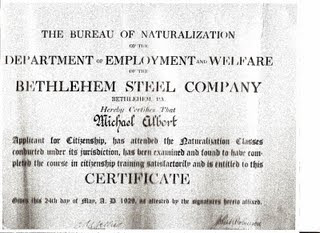 THE BUREAU OF NATURALIZATION
OF THE
DEPARTMENT OF EMPLOYMENT AND WELFARE
OF THE
BETHLEHEM STEEL COMPANY
BETHLEHEM, PA.
Hereby Certifies That
Michael Albert
Applicant for Citizenship, has attended the Naturalization Classes
conducted under its jurisdiction, has been examined and found to have com-
pleted the course in citizenship training satisfactorily and is entitled to this
CERTIFICATE
Given this 24th day of May, A. D. 1929, as attested by the signatures hereto affixed.